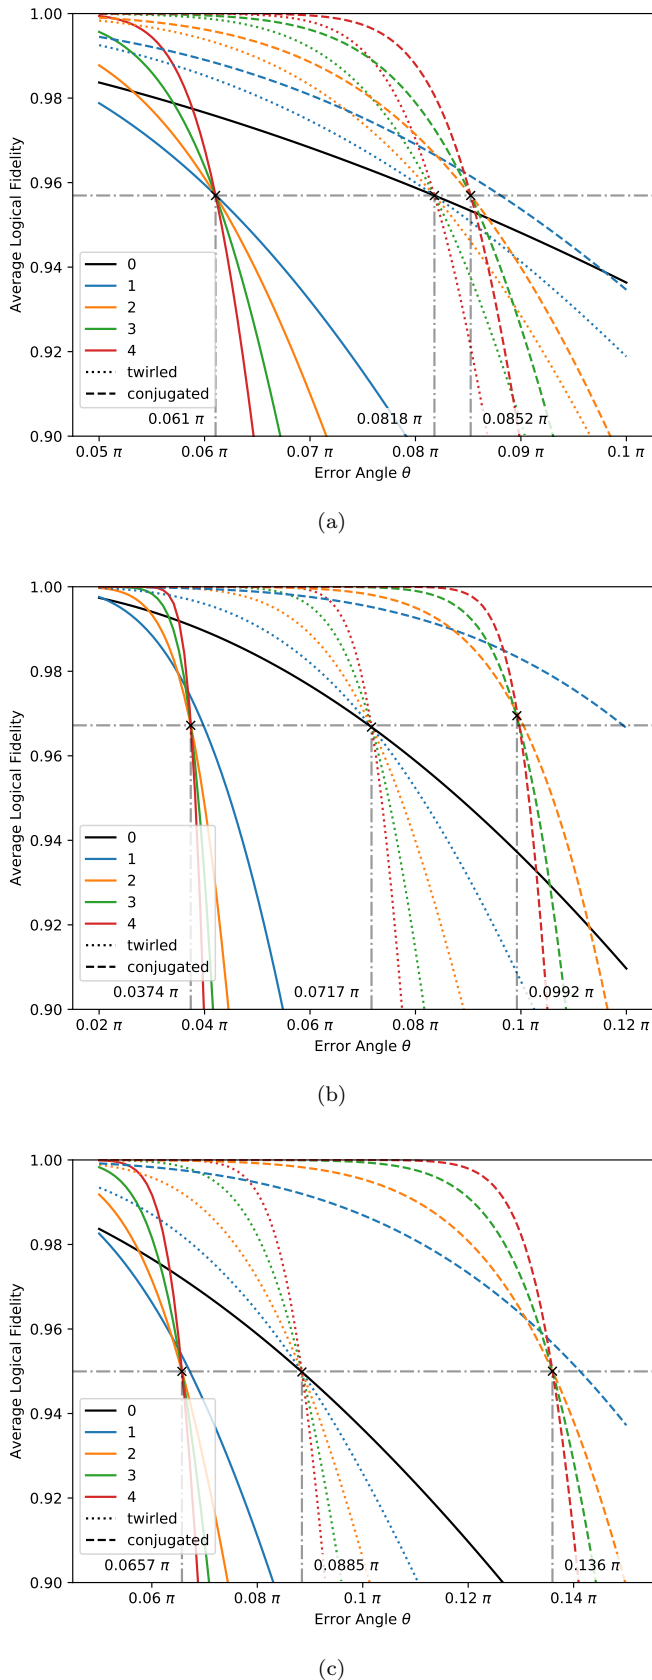 1.00
0.98
0.96
0.94
0.92
0.90
Average Logical Fidelity
0
1
2
3
4
twirled
conjugated
0.061 π
0.0818 π
0.0852 π
0.05 π
0.06 π
0.07 π
0.08 π
0.09 π
0.1 π
Error Angle θ
(a)
1.00
0.98
0.96
0.94
0.92
0.90
Average Logical Fidelity
0
1
2
3
4
twirled
conjugated
0.0374 π
0.0717 π
0.0992 π
0.02 π
0.04 π
0.06 π
0.08 π
0.1 π
0.12 π
Error Angle θ
(b)
1.00
0.98
0.96
0.94
0.92
0.90
Average Logical Fidelity
0
1
2
3
4
twirled
conjugated
0.0657 π
0.0885 π
0.136 π
0.06 π
0.08 π
0.1 π
0.12 π
0.14 π
Error Angle θ
(c)